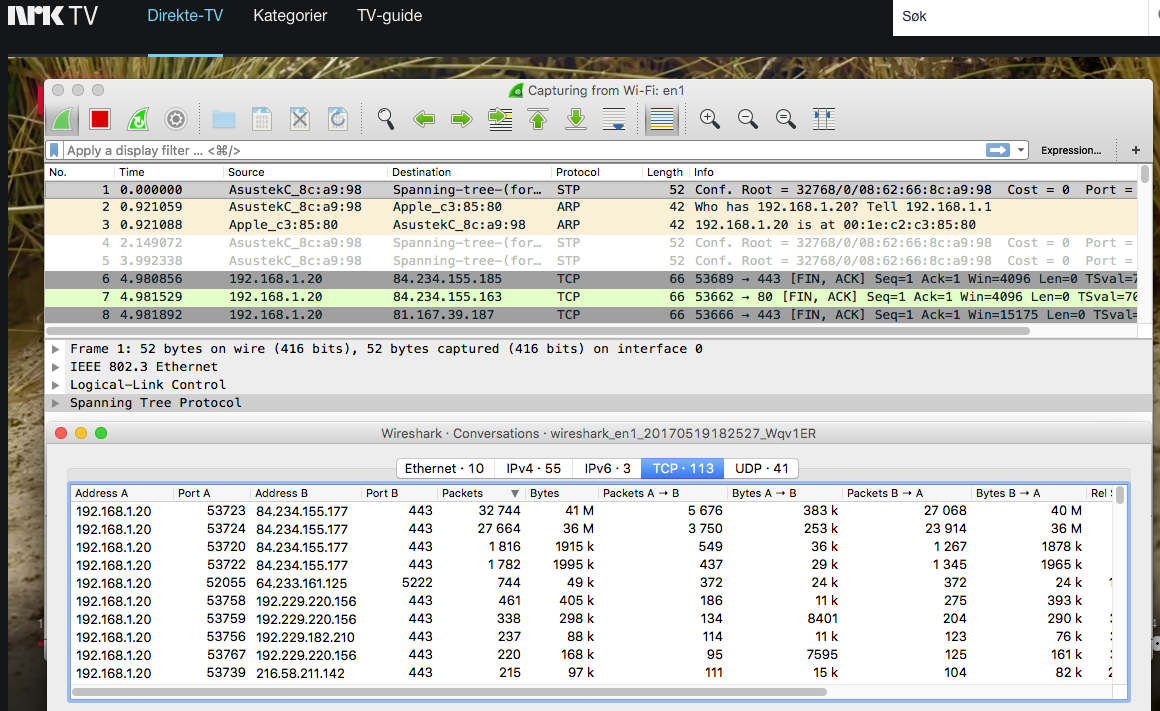 NRK TV Direkte-TV Kategorier TV-guide Søk
Capturing from Wi-Fi: en1
Apply a display filter ... <⌘/> Expression... +
No. Time Source Destination Protocol Length Info
1 0.000000 AsustekC_8c:a9:98 Spanning-tree-(for… STP 52 Conf. Root = 32768/0/08:62:66:8c:a9:98 Cost = 0 Port =
2 0.921059 AsustekC_8c:a9:98 Apple_c3:85:80 ARP 42 Who has 192.168.1.20? Tell 192.168.1.1
3 0.921088 Apple_c3:85:80 AsustekC_8c:a9:98 ARP 42 192.168.1.20 is at 00:1e:c2:c3:85:80
4 2.149072 AsustekC_8c:a9:98 Spanning-tree-(for… STP 52 Conf. Root = 32768/0/08:62:66:8c:a9:98 Cost = 0 Port =
5 3.992338 AsustekC_8c:a9:98 Spanning-tree-(for… STP 52 Conf. Root = 32768/0/08:62:66:8c:a9:98 Cost = 0 Port =
6 4.980856 192.168.1.20 84.234.155.185 TCP 66 53689 → 443 [FIN, ACK] Seq=1 Ack=1 Win=4096 Len=0 TSval=7
7 4.981529 192.168.1.20 84.234.155.163 TCP 66 53662 → 80 [FIN, ACK] Seq=1 Ack=1 Win=4096 Len=0 TSval=70
8 4.981892 192.168.1.20 81.167.39.187 TCP 66 53666 → 443 [FIN, ACK] Seq=1 Ack=1 Win=15175 Len=0 TSval=
Frame 1: 52 bytes on wire (416 bits), 52 bytes captured (416 bits) on interface 0
IEEE 802.3 Ethernet
Logical-Link Control
Spanning Tree Protocol
Wireshark · Conversations · wireshark_en1_20170519182527_Wqv1ER
Ethernet · 10 IPv4 · 55 IPv6 · 3 TCP · 113 UDP · 41
Address A Port A Address B Port B Packets Bytes Packets A → B Bytes A → B Packets B → A Bytes B → A Rel
192.168.1.20 53723 84.234.155.177 443 32 744 41 M 5 676 383 k 27 068 40 M
192.168.1.20 53724 84.234.155.177 443 27 664 36 M 3 750 253 k 23 914 36 M
192.168.1.20 53720 84.234.155.177 443 1 816 1915 k 549 36 k 1 267 1878 k
192.168.1.20 53722 84.234.155.177 443 1 782 1995 k 437 29 k 1 345 1965 k
192.168.1.20 52055 64.233.161.125 5222 744 49 k 372 24 k 372 24 k
192.168.1.20 53758 192.229.220.156 443 461 405 k 186 11 k 275 393 k
192.168.1.20 53759 192.229.220.156 443 338 298 k 134 8401 204 290 k
192.168.1.20 53756 192.229.182.210 443 237 88 k 114 11 k 123 76 k
192.168.1.20 53767 192.229.220.156 443 220 168 k 95 7595 125 161 k
192.168.1.20 53739 216.58.211.142 443 215 97 k 111 15 k 104 82 k